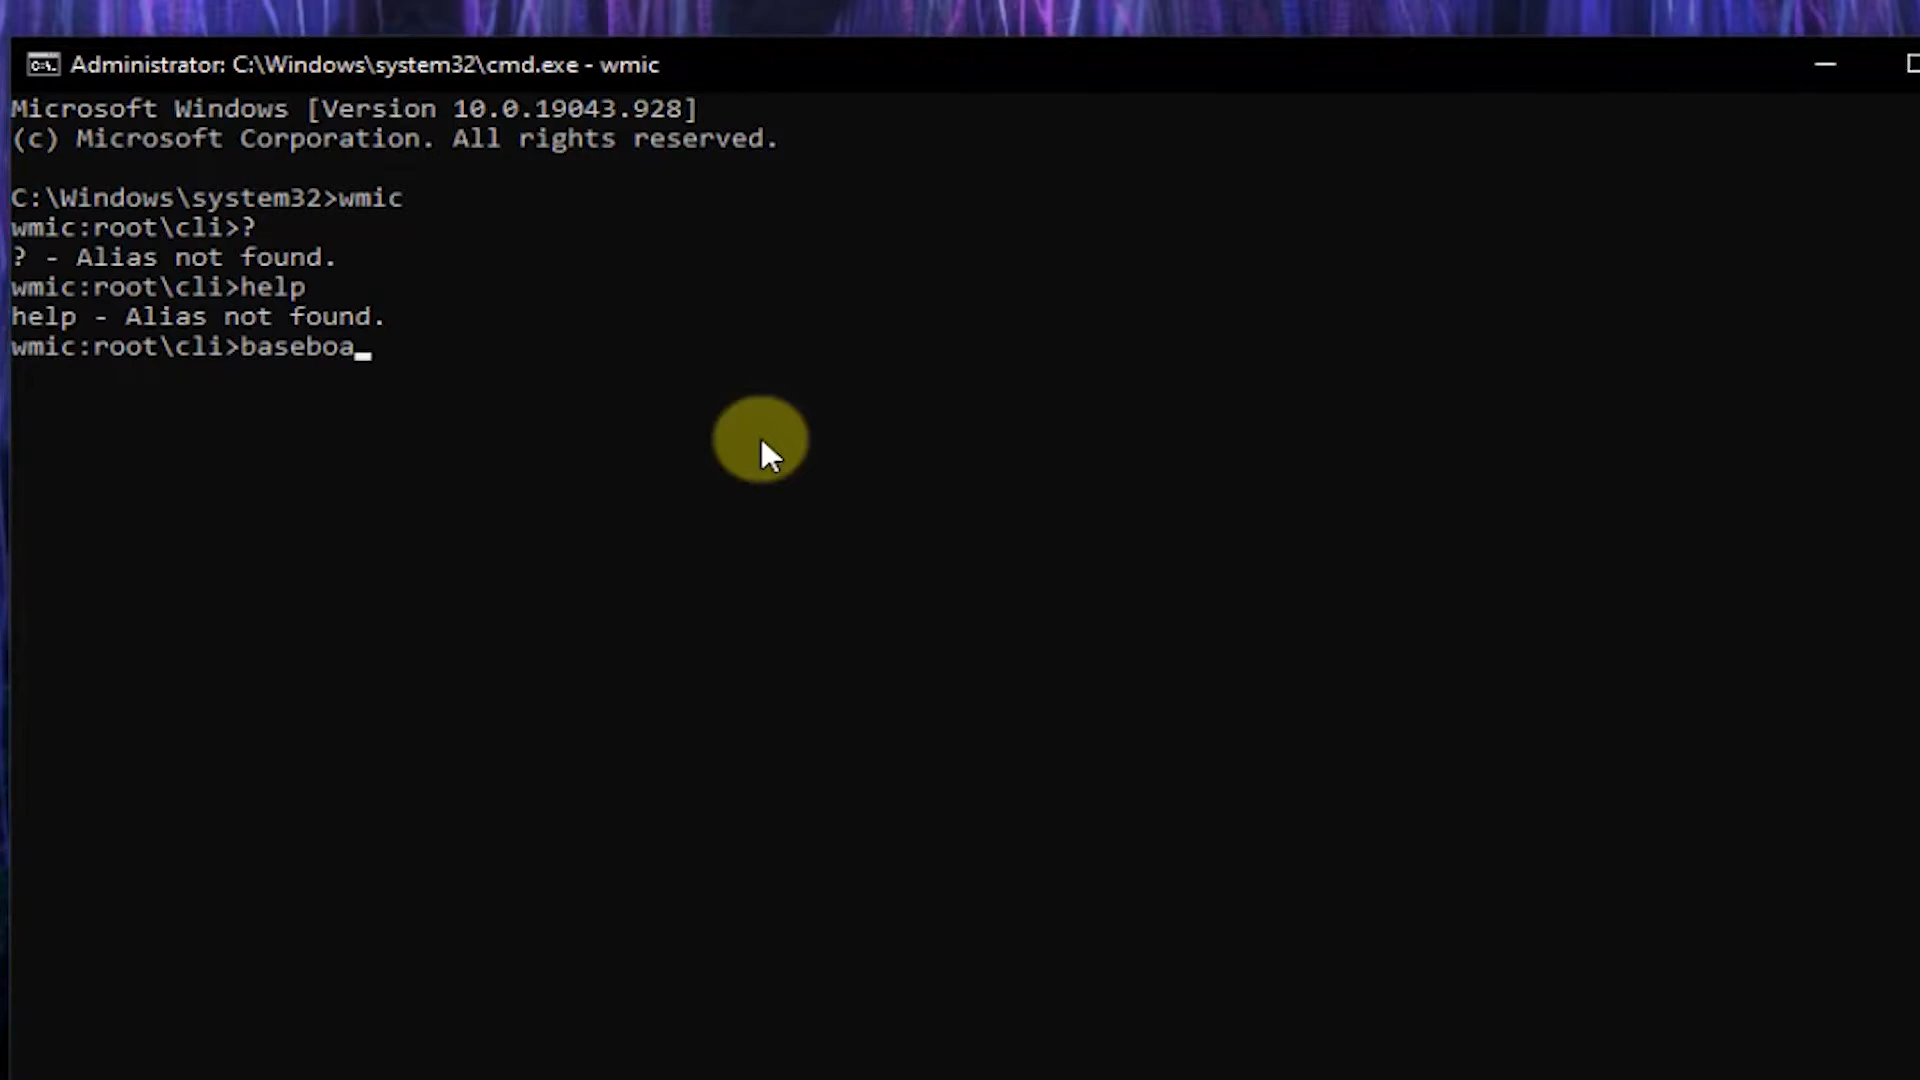 Administrator: C:\Windows\system32\cmd.exe - wmic
Microsoft Windows [Version 10.0.19043.928]
(c) Microsoft Corporation. All rights reserved.
C:\Windows\system32>wmic
wmic:root\cli>?
? - Alias not found.
wmic:root\cli>help
help - Alias not found.
wmic:root\cli>baseboa